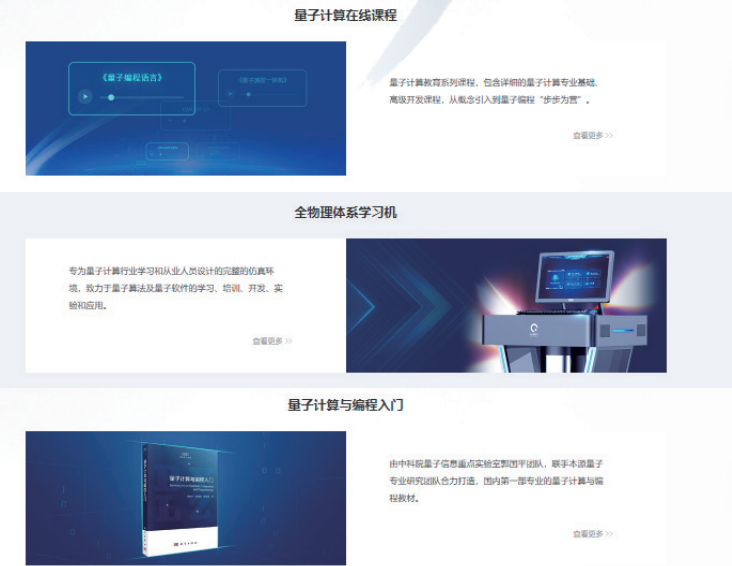 量子计算在线课程
《量子编程语言》
量子计算教育系列课程，包含详细的量子计算专业基础、
高级开发课程，从概念引入到量子编程“步步为营”。
查看更多 >>
全物理体系学习机
专为量子计算行业学习和从业人员设计的完整的仿真环
境，致力于量子算法及量子软件的学习、培训、开发、实
验和应用。
查看更多 >>
量子计算与编程入门
量子计算与编程入门
量子计算与编程入门
由中科院量子信息重点实验室郭国平团队，联手本源量子
专业研究团队合力打造，国内第一部专业的量子计算与编
程教材。
查看更多 >>